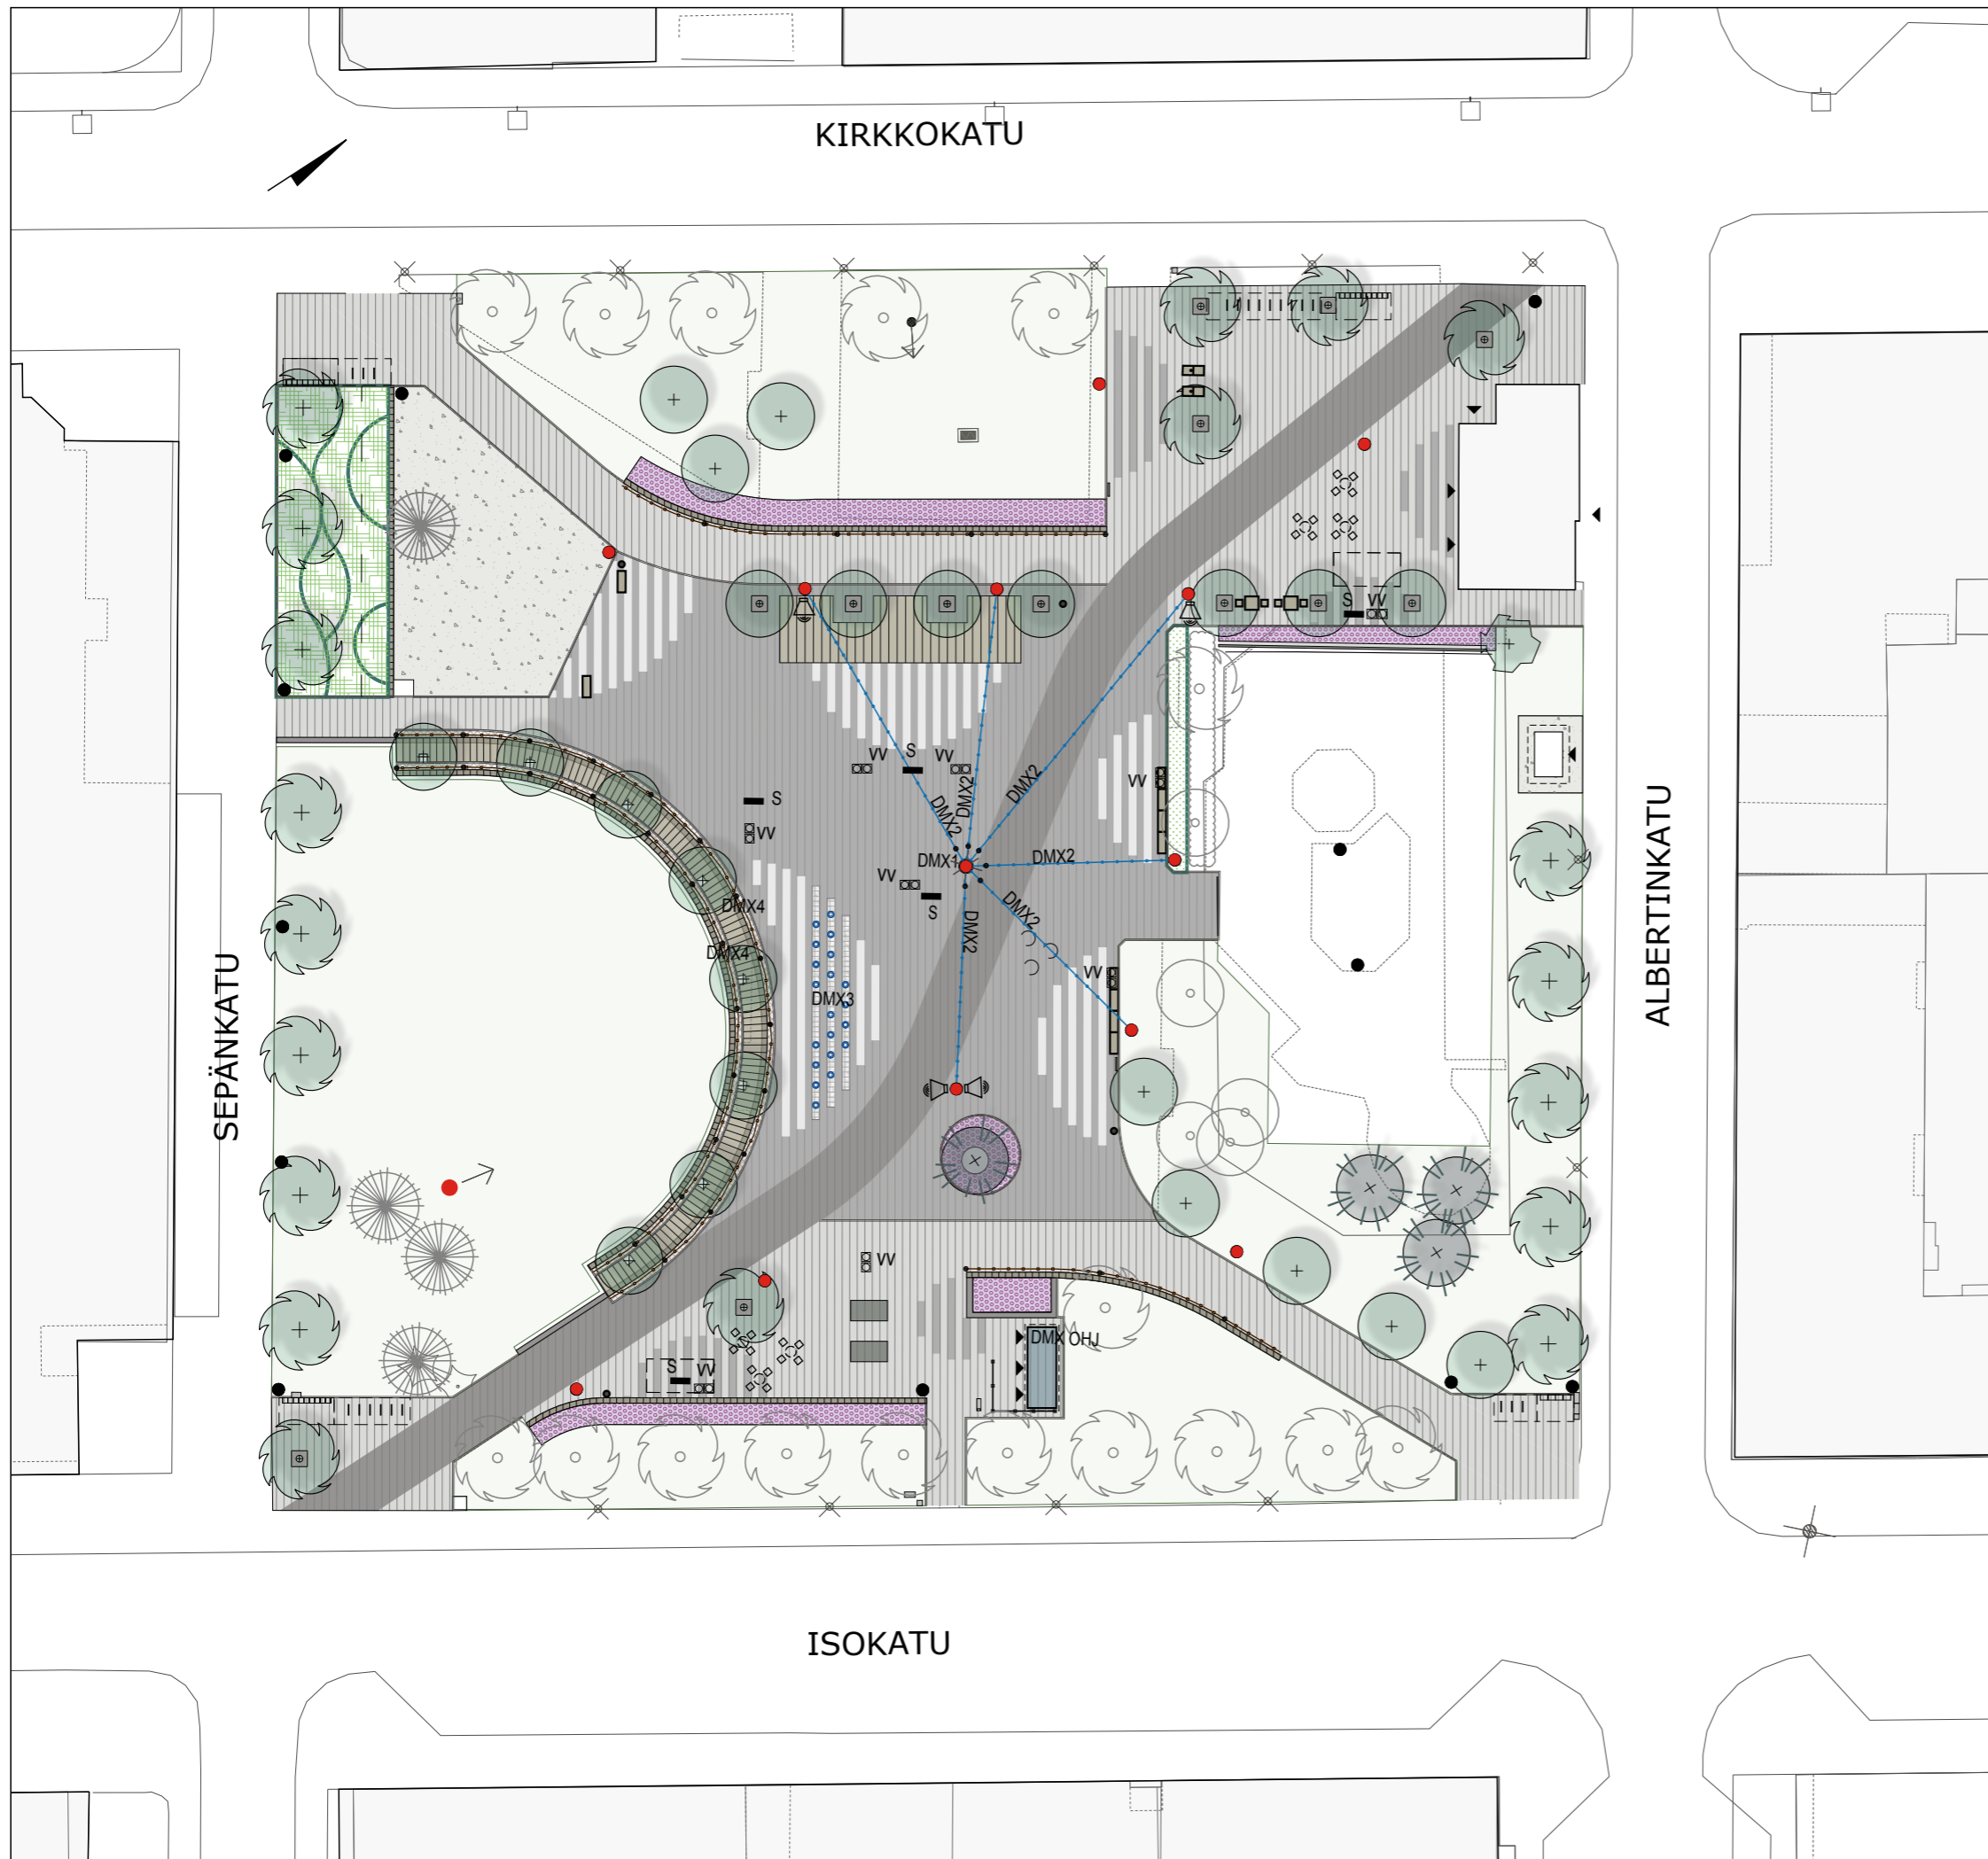 KIRKKOKATU
S VV
VV S VV
VV
S
VV
DMX2
DMX2
DMX2
DMX1
DMX2
VV
S
DMX2
DMX2
DMX4
DMX4
DMX3
VV
SEPÄNKATU
ALBERTINKATU
VV
DMX OHJ
S VV
ISOKATU